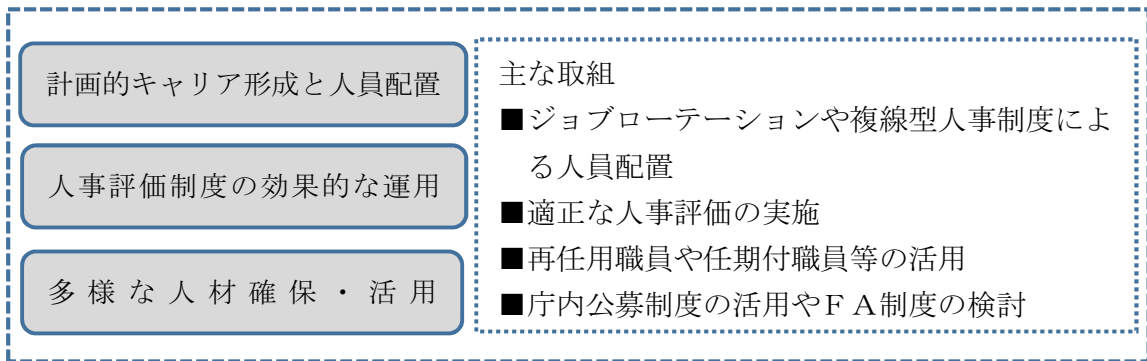 計画的キャリア形成と人員配置
人事評価制度の効果的な運用
多様な人材確保・活用
主な取組
■ジョブローテーションや複線型人事制度によ
る人員配置
■適正な人事評価の実施
■再任用職員や任期付職員等の活用
■庁内公募制度の活用やＦＡ制度の検討